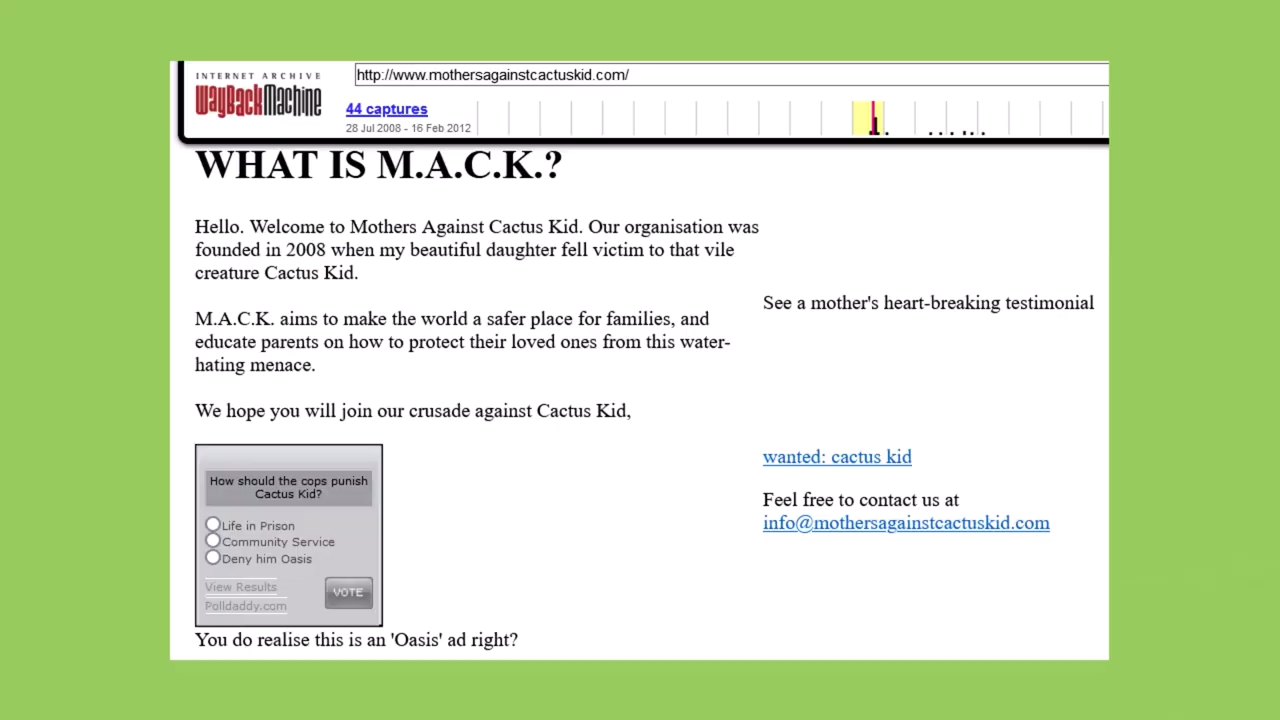 INTERNET ARCHIVE
WayBackMachine
http://www.mothersagainstcactuskid.com/
44 captures
28 Jul 2008 - 16 Feb 2012
WHAT IS M.A.C.K.?
Hello. Welcome to Mothers Against Cactus Kid. Our organisation was
founded in 2008 when my beautiful daughter fell victim to that vile
creature Cactus Kid.
M.A.C.K. aims to make the world a safer place for families, and
educate parents on how to protect their loved ones from this water-
hating menace.
We hope you will join our crusade against Cactus Kid,
How should the cops punish
Cactus Kid?
Life in Prison
Community Service
Deny him Oasis
View Results
Polldaddy.com
VOTE
You do realise this is an 'Oasis' ad right?
See a mother's heart-breaking testimonial
wanted: cactus kid
Feel free to contact us at
info@mothersagainstcactuskid.com